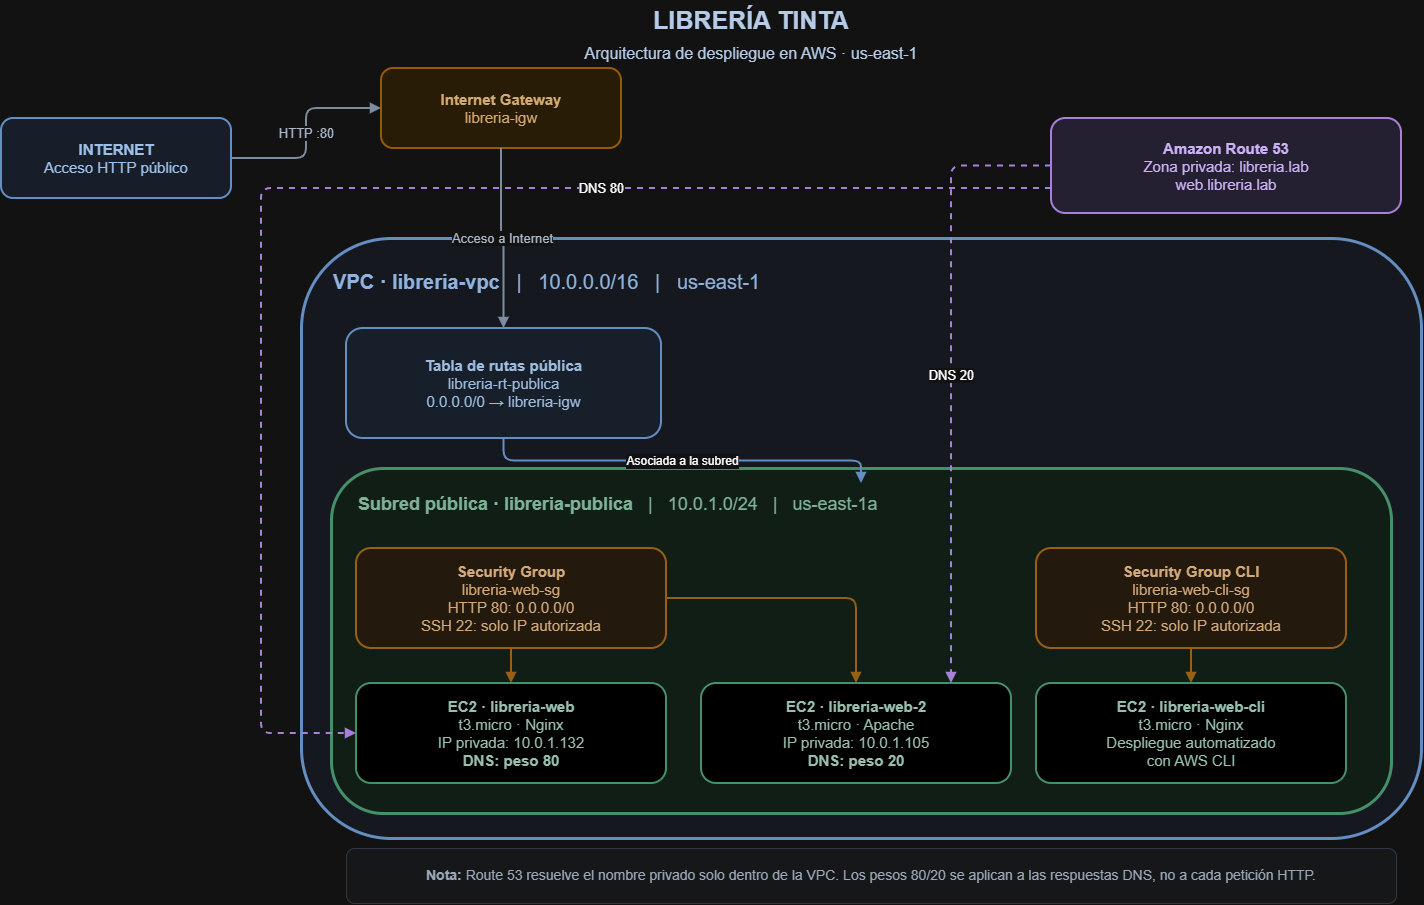 LIBRERÍA TINTA
Arquitectura de despliegue en AWS · us-east-1
Internet Gateway
libreria-igw
INTERNET
Acceso HTTP público
HTTP :80
Amazon Route 53
Zona privada: libreria.lab
web.libreria.lab
DNS 80
Acceso a Internet
VPC · libreria-vpc | 10.0.0.0/16 | us-east-1
Tabla de rutas pública
libreria-rt-publica
0.0.0.0/0 → libreria-igw
DNS 20
Asociada a la subred
Subred pública · libreria-publica | 10.0.1.0/24 | us-east-1a
Security Group
libreria-web-sg
HTTP 80: 0.0.0.0/0
SSH 22: solo IP autorizada
Security Group CLI
libreria-web-cli-sg
HTTP 80: 0.0.0.0/0
SSH 22: solo IP autorizada
EC2 · libreria-web
t3.micro · Nginx
IP privada: 10.0.1.132
DNS: peso 80
EC2 · libreria-web-2
t3.micro · Apache
IP privada: 10.0.1.105
DNS: peso 20
EC2 · libreria-web-cli
t3.micro · Nginx
Despliegue automatizado
con AWS CLI
Nota: Route 53 resuelve el nombre privado solo dentro de la VPC. Los pesos 80/20 se aplican a las respuestas DNS, no a cada petición HTTP.